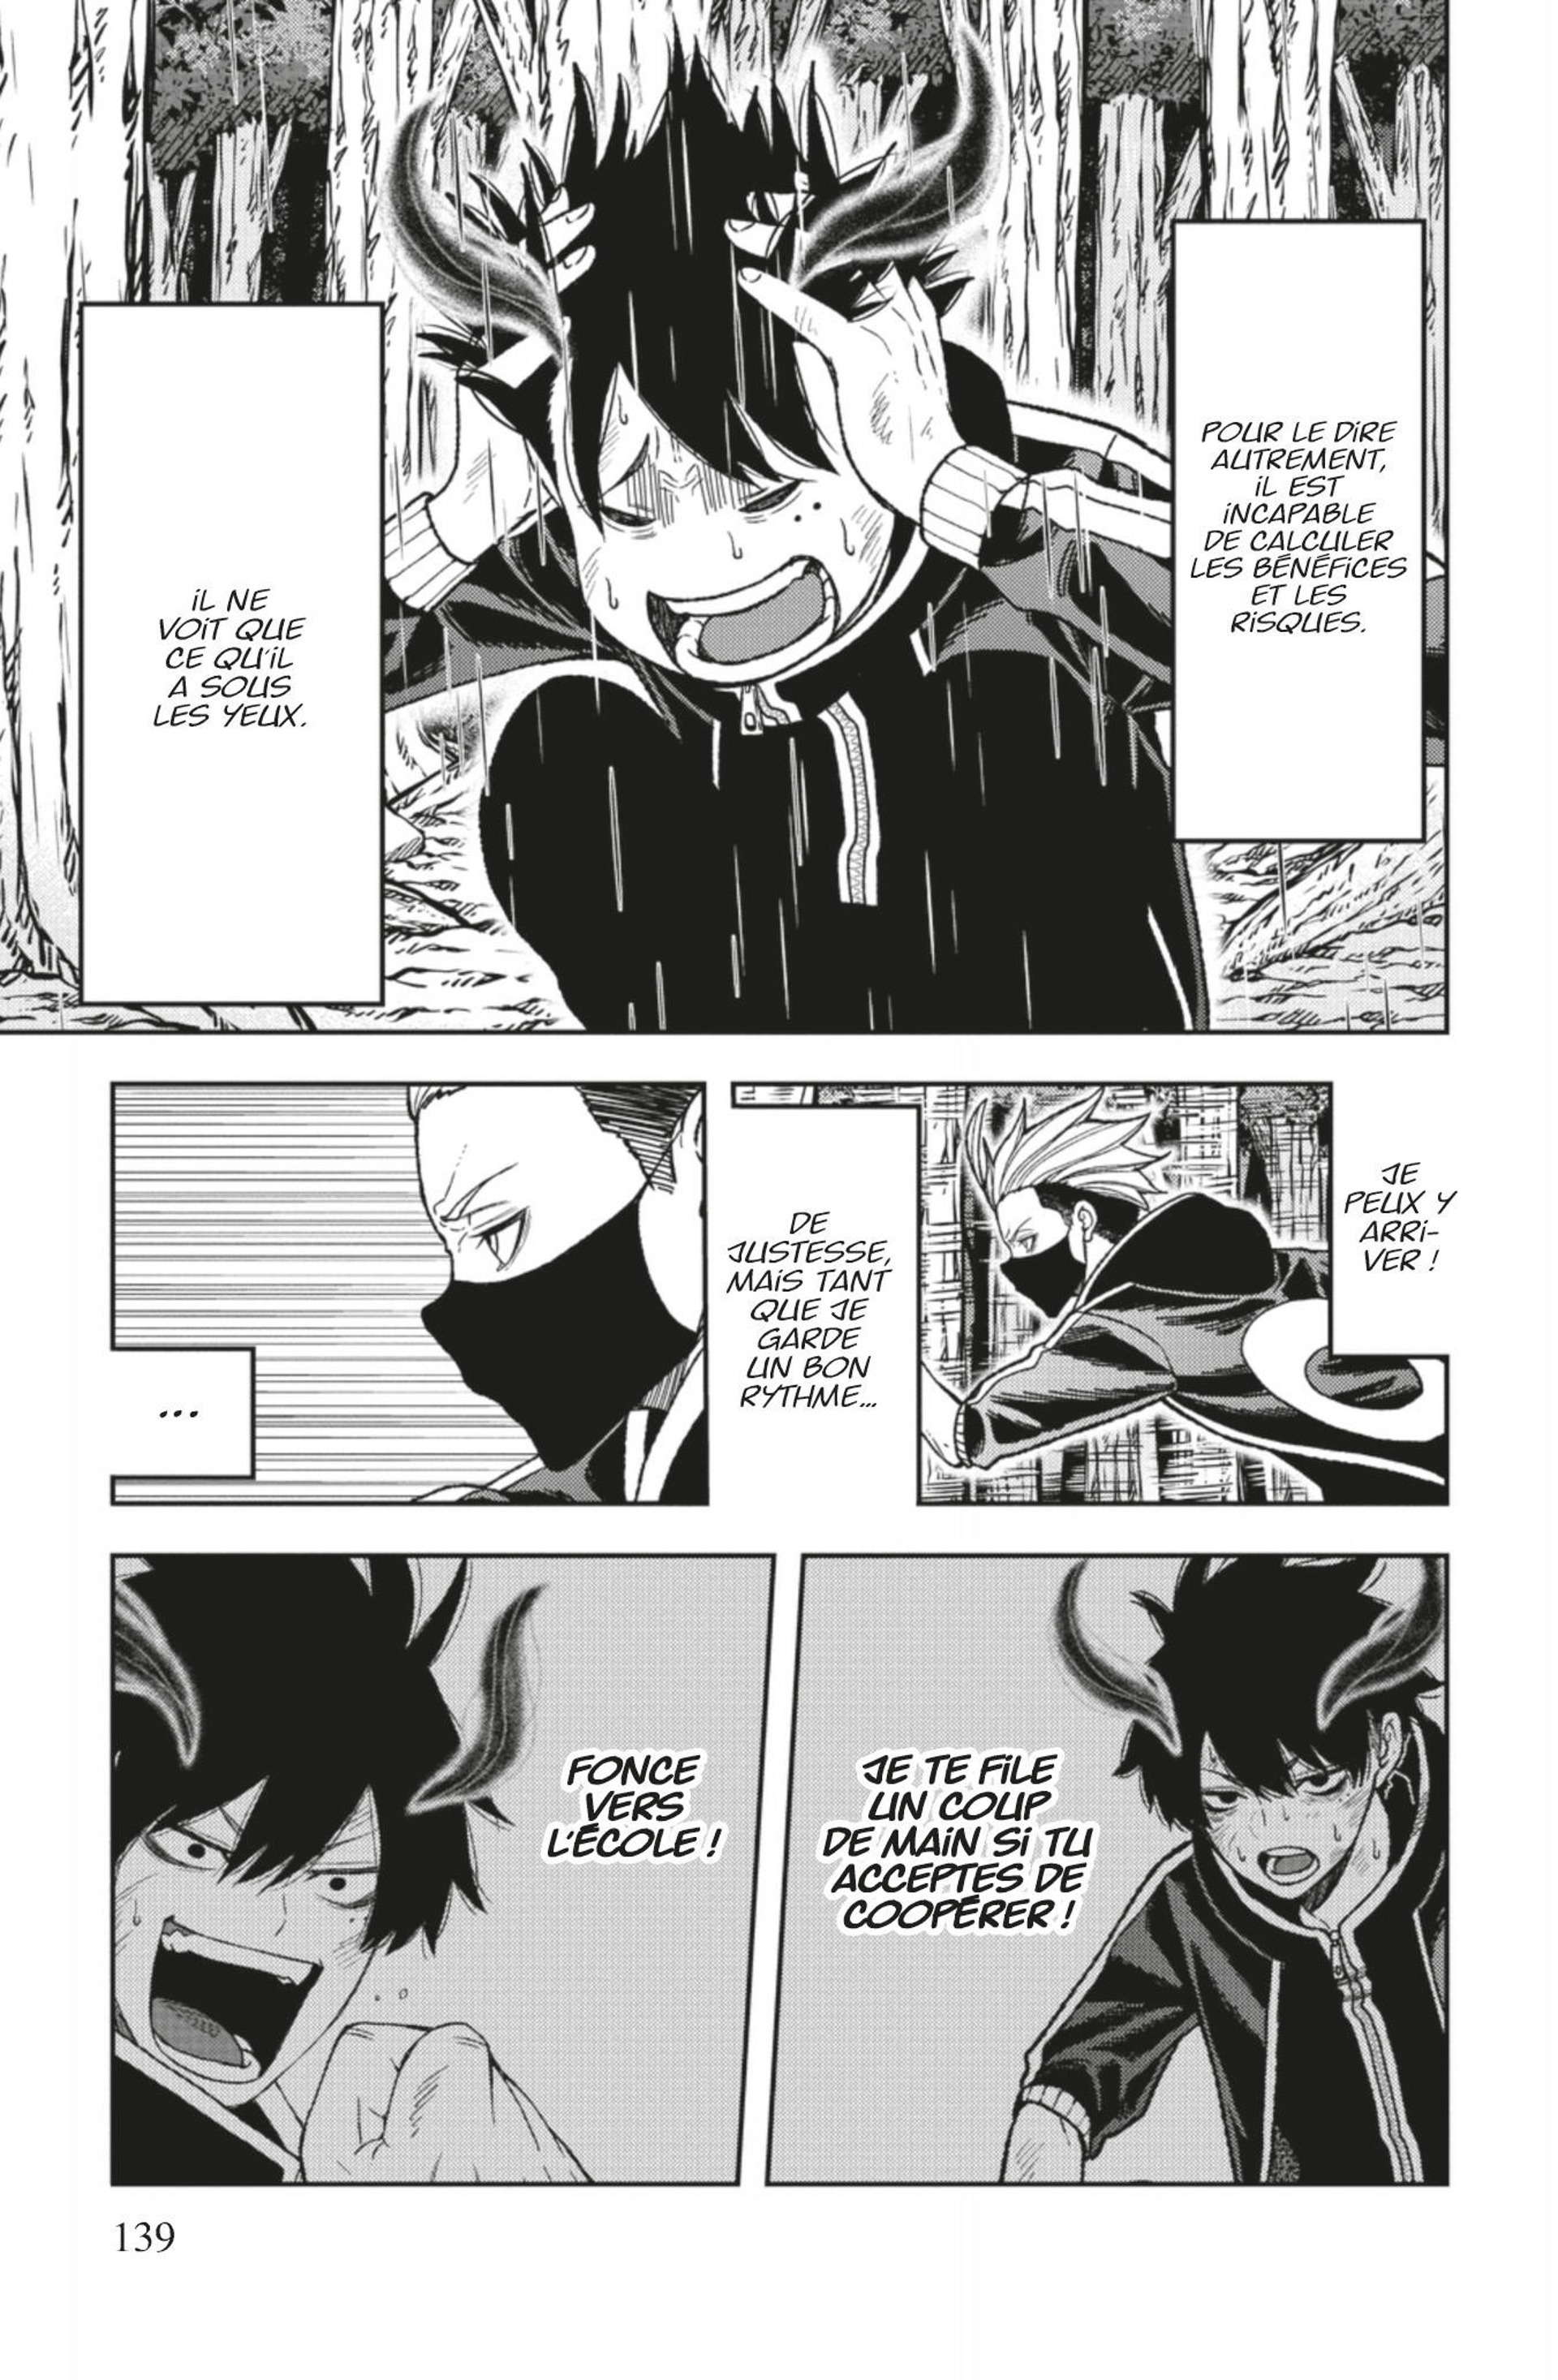 POUR LE DIRE
AUTREMENT,
IL EST
INCAPABLE
DE CALCULER
LES BÉNÉFICES
ET LES
RISQUES.
IL NE
VOIT QUE
CE QU'IL
A SOUS
LES YEUX.
JE
PEUX Y
ARRI-
VER !
DE
JUSTESSE,
MAIS TANT
QUE JE
GARDE
UN BON
RYTHME...
...
JE TE FILE
UN COUP
DE MAIN SI TU
ACCEPTES DE
COOPÉRER !
FONCE
VERS
L'ÉCOLE !
139